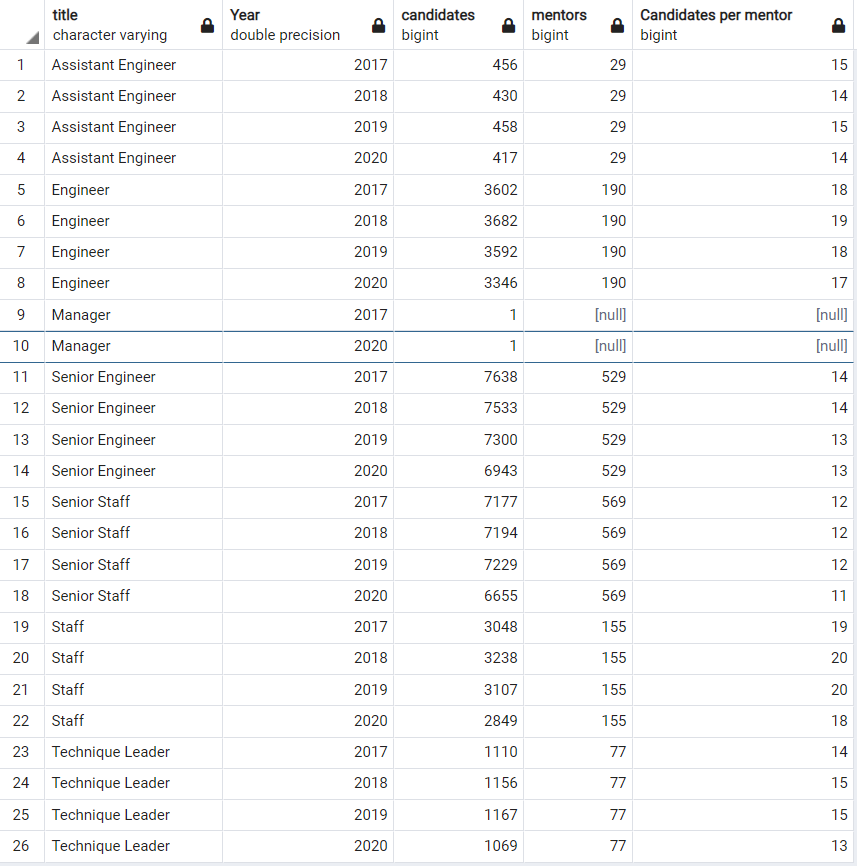 title Year candidates mentors Candidates per mentor
character varying double precision bigint bigint bigint
1 Assistant Engineer 2017 456 29 15
2 Assistant Engineer 2018 430 29 14
3 Assistant Engineer 2019 458 29 15
4 Assistant Engineer 2020 417 29 14
5 Engineer 2017 3602 190 18
6 Engineer 2018 3682 190 19
7 Engineer 2019 3592 190 18
8 Engineer 2020 3346 190 17
9 Manager 2017 1 [null] [null]
10 Manager 2020 1 [null] [null]
11 Senior Engineer 2017 7638 529 14
12 Senior Engineer 2018 7533 529 14
13 Senior Engineer 2019 7300 529 13
14 Senior Engineer 2020 6943 529 13
15 Senior Staff 2017 7177 569 12
16 Senior Staff 2018 7194 569 12
17 Senior Staff 2019 7229 569 12
18 Senior Staff 2020 6655 569 11
19 Staff 2017 3048 155 19
20 Staff 2018 3238 155 20
21 Staff 2019 3107 155 20
22 Staff 2020 2849 155 18
23 Technique Leader 2017 1110 77 14
24 Technique Leader 2018 1156 77 15
25 Technique Leader 2019 1167 77 15
26 Technique Leader 2020 1069 77 13